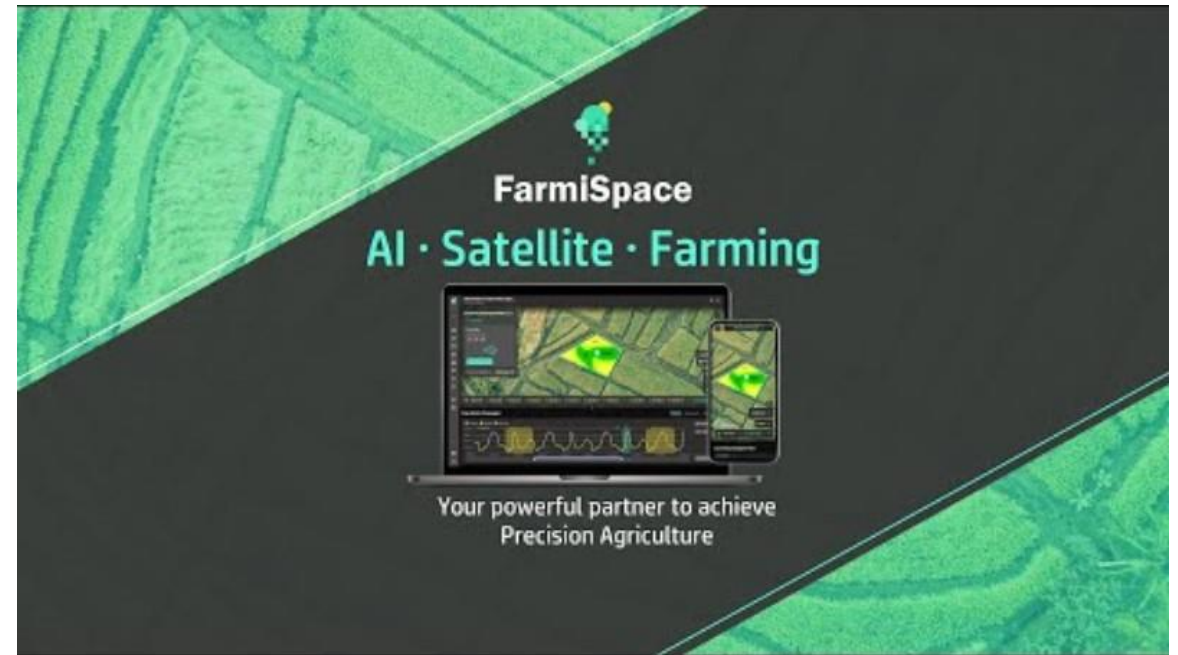 FarmiSpace
AI · Satellite · Farming
Your powerful partner to achieve
Precision Agriculture